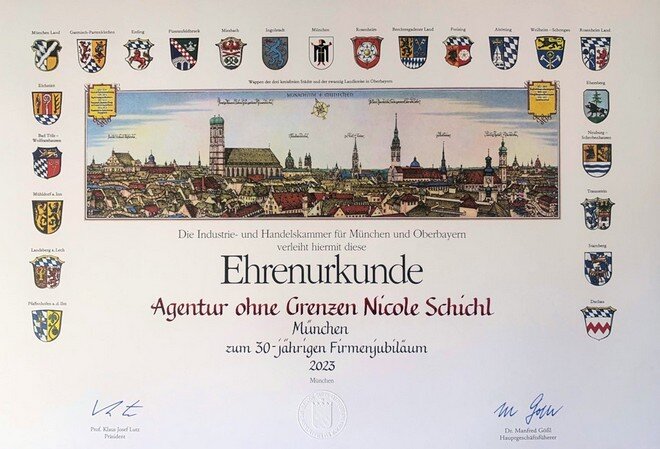 München Land
Garmisch-Partenkirchen
Erding
Fürstenfeldbruck
Miesbach
Ingolstadt
München
Rosenheim
Berchtesgadener Land
Freising
Altötting
Weilheim - Schongau
Rosenheim Land
Wappen der drei kreisfreien Städte und der zwanzig Landkreise in Oberbayern
Eichstätt
Ebersberg
Bad Tölz -
Wolfratshausen
Neuburg -
Schrobenhausen
Mühldorf a. Inn
Traunstein
Landsberg a. Lech
Starnberg
Pfaffenhofen a. d. Ilm
Dachau
Die Industrie- und Handelskammer für München und Oberbayern
verleiht hiermit diese
Ehrenurkunde
Agentur ohne Grenzen Nicole Schichl
München
zum 30-jährigen Firmenjubiläum
2023
München
Prof. Klaus Josef Lutz
Präsident
Dr. Manfred Gößl
Hauptgeschäftsführer